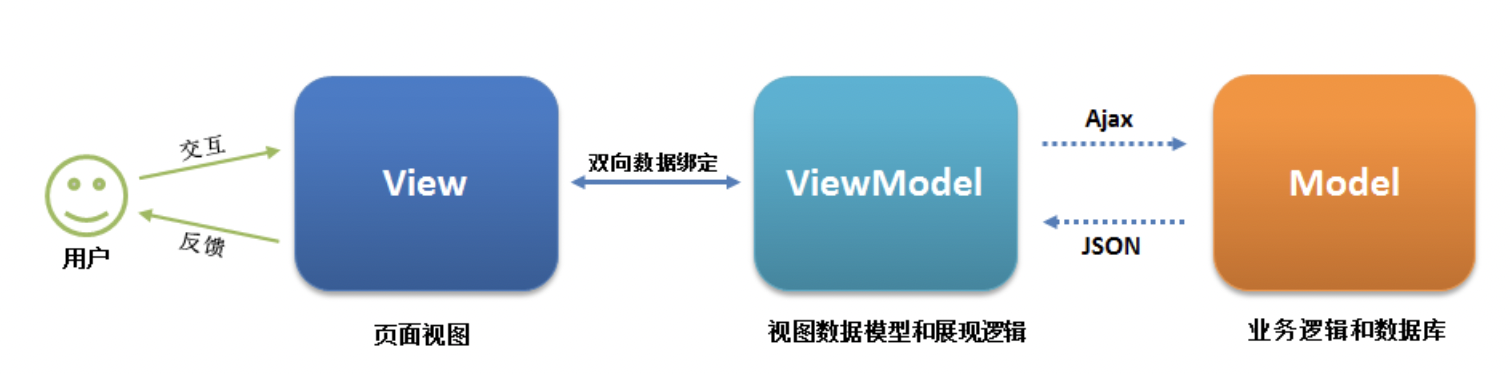 交互
反馈
用户
View
页面视图
双向数据绑定
ViewModel
视图数据模型和展现逻辑
Ajax
JSON
Model
业务逻辑和数据库